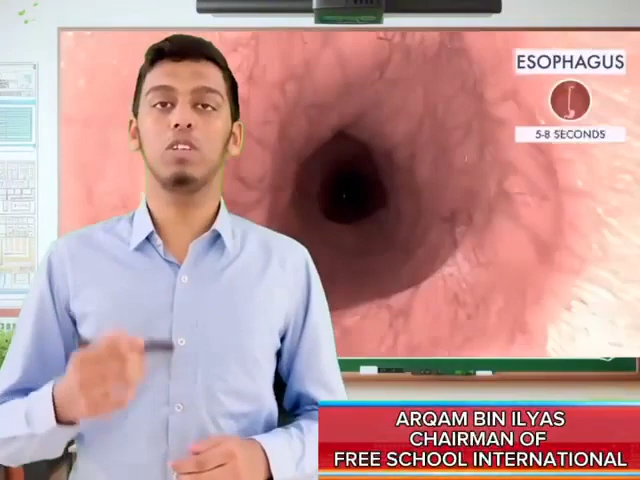 ESOPHAGUS
5-8 SECONDS
ARQAM BIN ILYAS
CHAIRMAN OF
FREE SCHOOL INTERNATIONAL